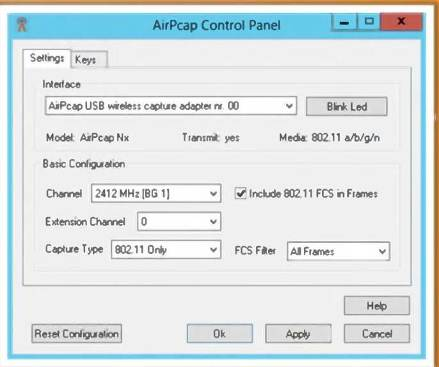 AirPcap Control Panel
Settings Keys
Interface
AirPcap USB wireless capture adapter nr. 00 Blink Led
Model: AirPcap Nx Transmit: yes Media: 802.11 a/b/g/n
Basic Configuration
Channel 2412 MHz [BG 1] Include 802.11 FCS in Frames
Extension Channel 0
Capture Type 802.11 Only FCS Filter All Frames
Help
Reset Configuration Ok Apply Cancel